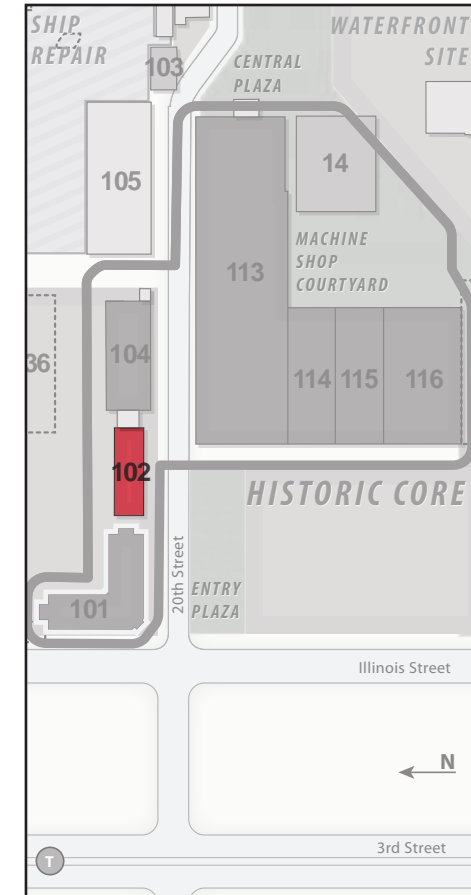 SHIP
REPAIR
WATERFRONT
SITE
103
CENTRAL
PLAZA
105
14
MACHINE
SHOP
COURTYARD
113
36
104
114
115
116
102
HISTORIC CORE
20th Street
ENTRY
PLAZA
101
Illinois Street
N
3rd Street
T